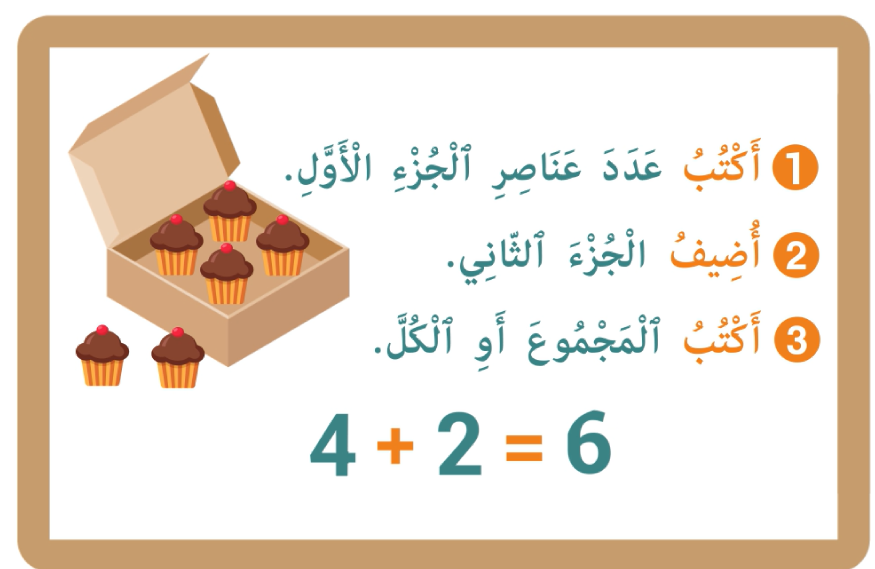 1 أَكْتُبُ عَدَدَ عَنَاصِرِ ٱلْجُزْءِ الْأَوَّلِ.
2 أُضِيفُ الْجُزْءَ ٱلثّانِي.
3 أَكْتُبُ ٱلْمَجْمُوعَ أَوِ ٱلْكُلَّ.
4 + 2 = 6